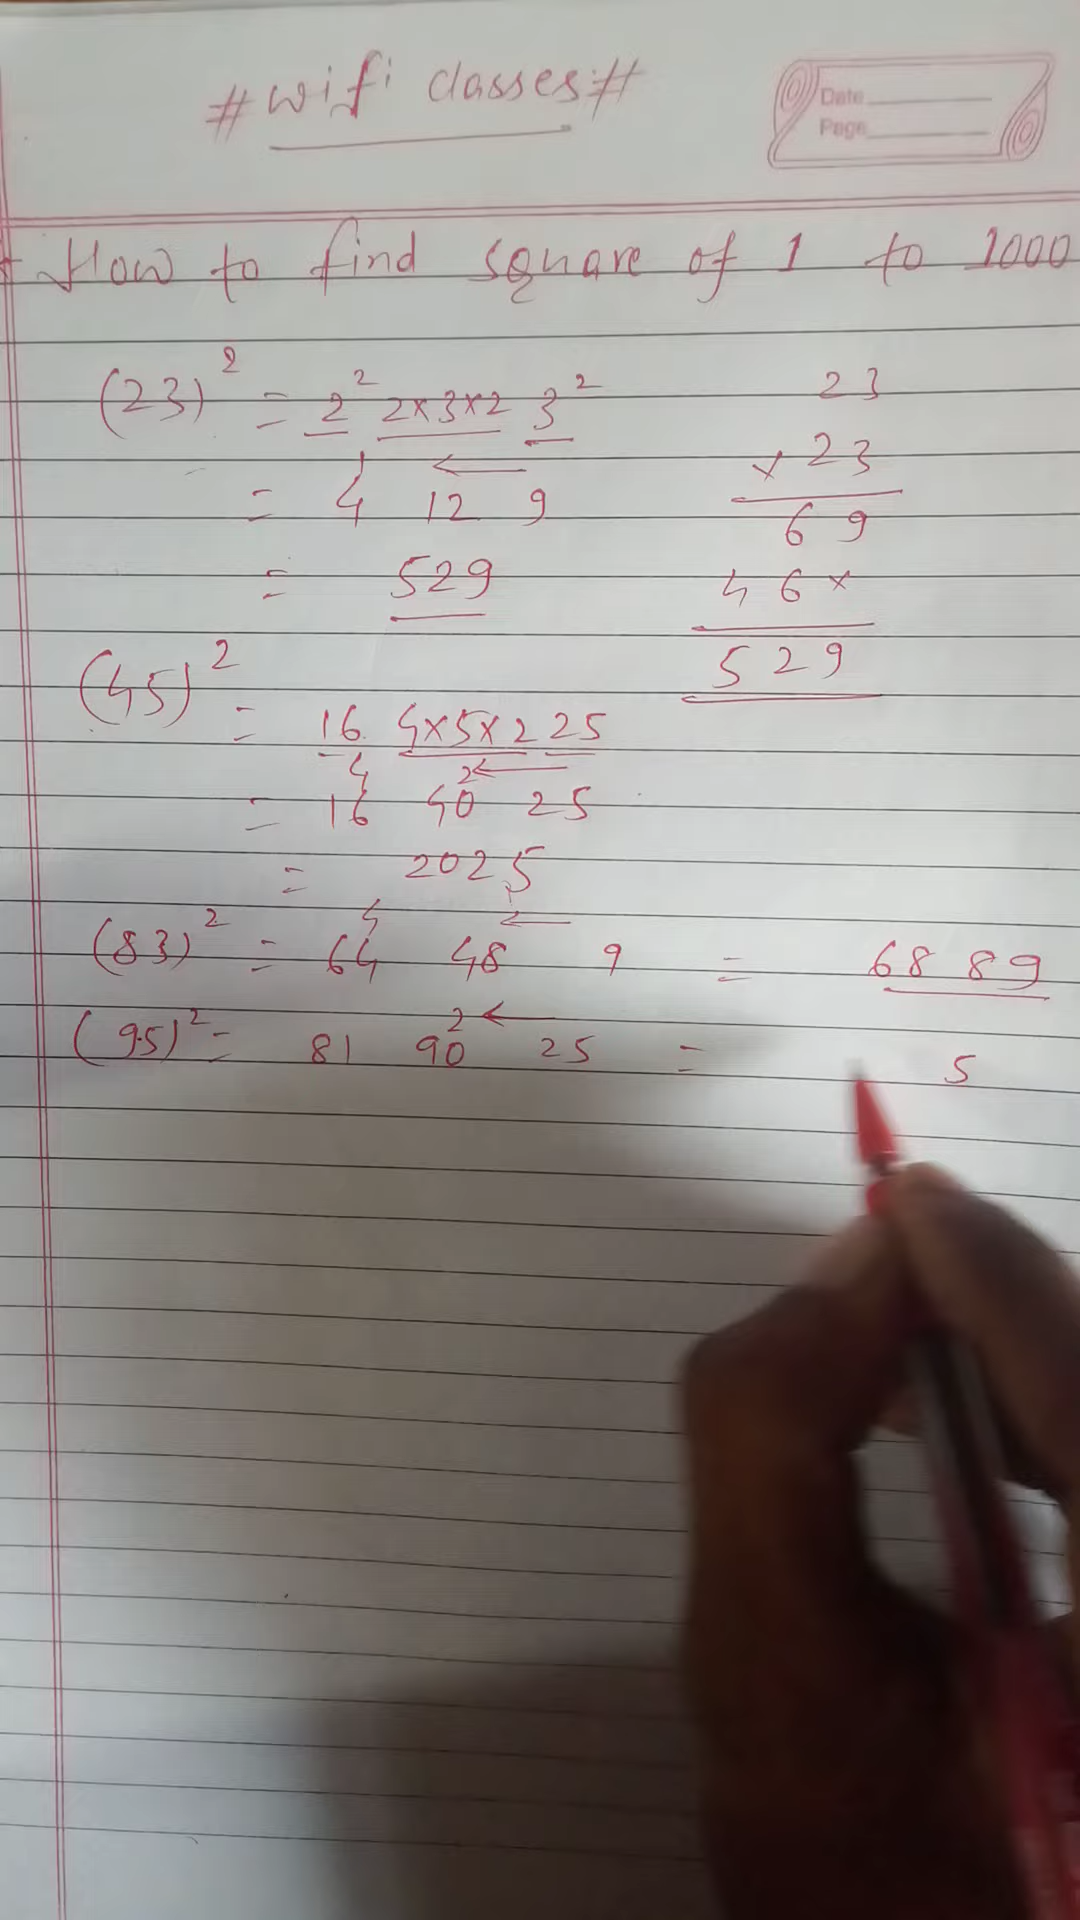 #wifi classes#
Date
Page
How to find square of 1 to 1000
(23)² = 2² 2×3×2 3²
= 4 12 9
= 529
23
× 23
69
46×
529
(45)²
= 16 4×5×2 25
= 16 40 25
= 2025
(83)² = 64 48 9 = 6889
(95)² = 81 90 25 = 5